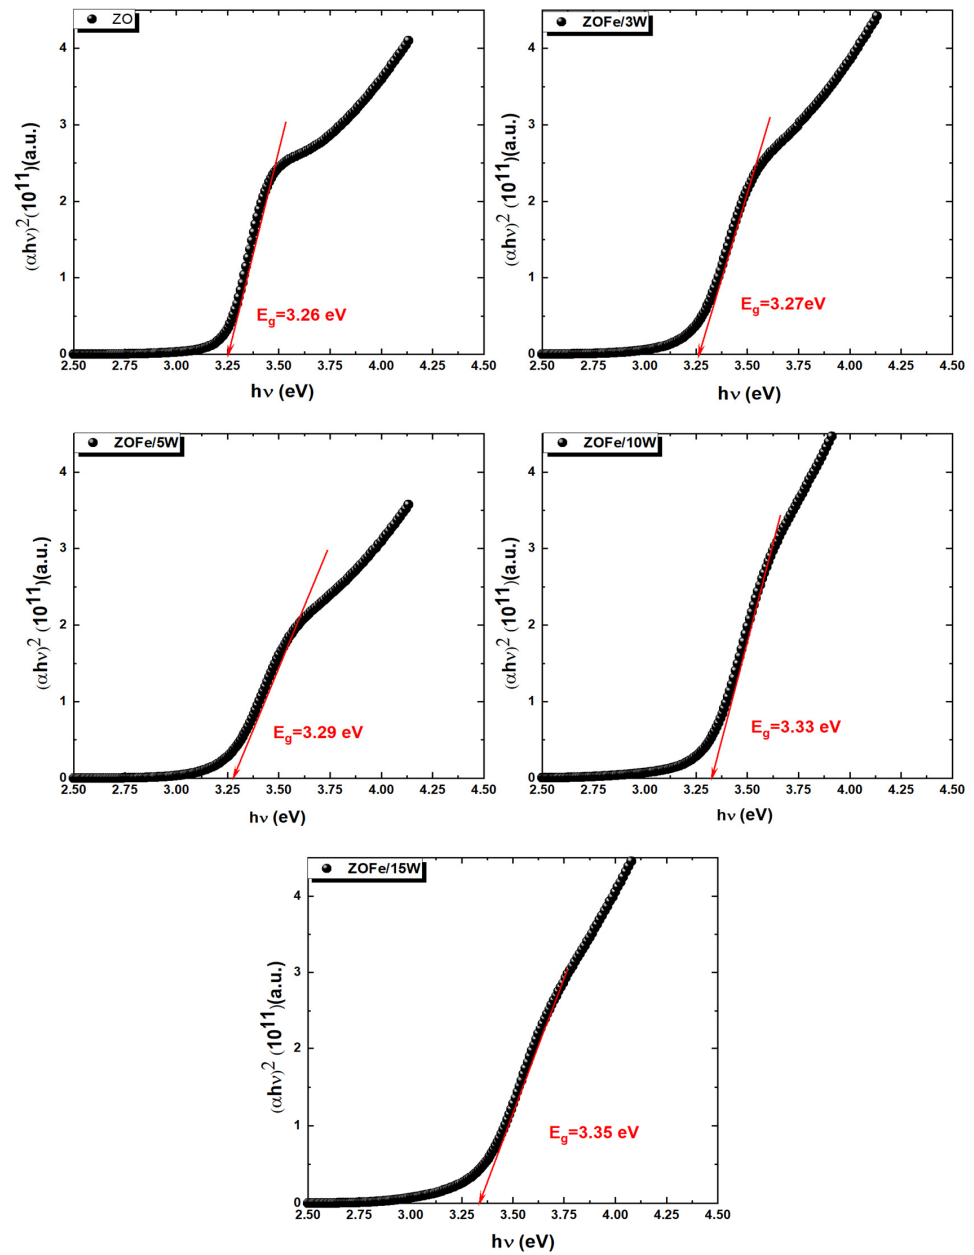 ZO
4
3
2
1
0
(αhν)² (10¹¹)(a.u.)
E_g=3.26 eV
2.50 2.75 3.00 3.25 3.50 3.75 4.00 4.25 4.50
hν (eV)
ZOFe/3W
4
3
2
1
0
(αhν)² (10¹¹)(a.u.)
E_g=3.27eV
2.50 2.75 3.00 3.25 3.50 3.75 4.00 4.25 4.50
hν (eV)
ZOFe/5W
4
3
2
1
0
(αhν)² (10¹¹)(a.u.)
E_g=3.29 eV
2.50 2.75 3.00 3.25 3.50 3.75 4.00 4.25 4.50
hν (eV)
ZOFe/10W
4
3
2
1
0
(αhν)² (10¹¹)(a.u.)
E_g=3.33 eV
2.50 2.75 3.00 3.25 3.50 3.75 4.00 4.25 4.50
hν (eV)
ZOFe/15W
4
3
2
1
0
(αhν)² (10¹¹)(a.u.)
E_g=3.35 eV
2.50 2.75 3.00 3.25 3.50 3.75 4.00 4.25 4.50
hν (eV)